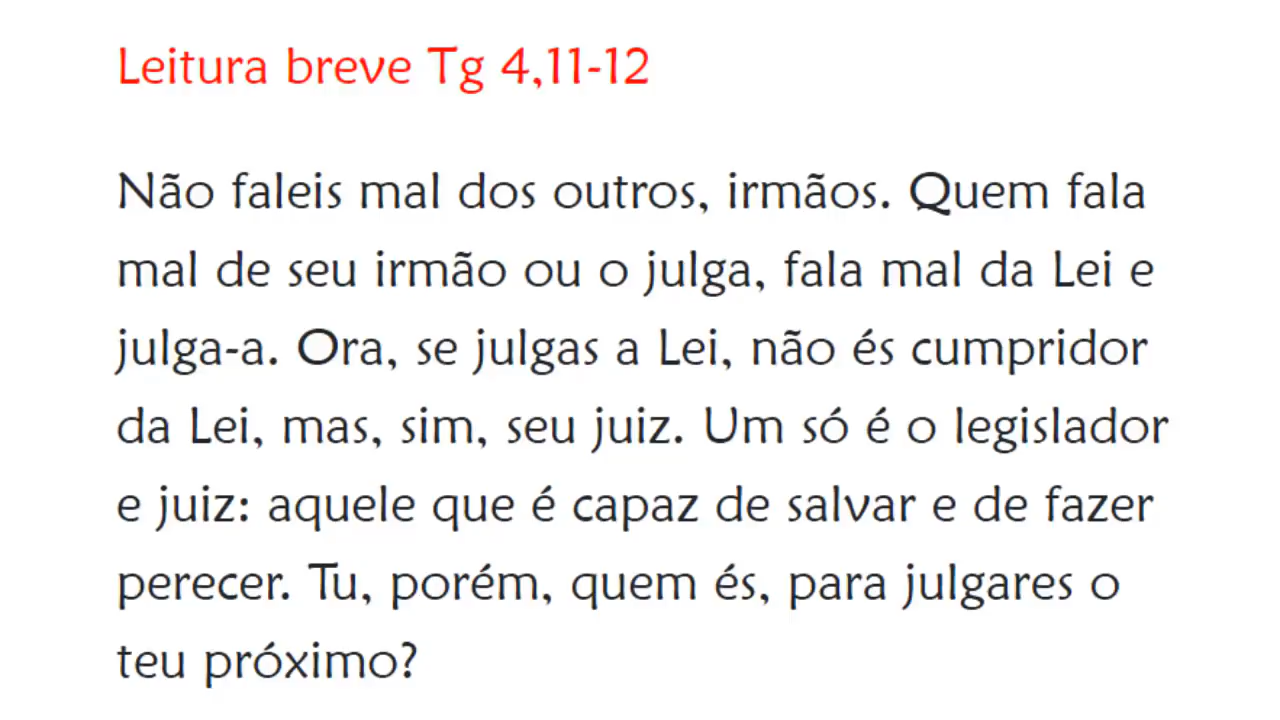 Leitura breve Tg 4,11-12
Não faleis mal dos outros, irmãos. Quem fala
mal de seu irmão ou o julga, fala mal da Lei e
julga-a. Ora, se julgas a Lei, não és cumpridor
da Lei, mas, sim, seu juiz. Um só é o legislador
e juiz: aquele que é capaz de salvar e de fazer
perecer. Tu, porém, quem és, para julgares o
teu próximo?